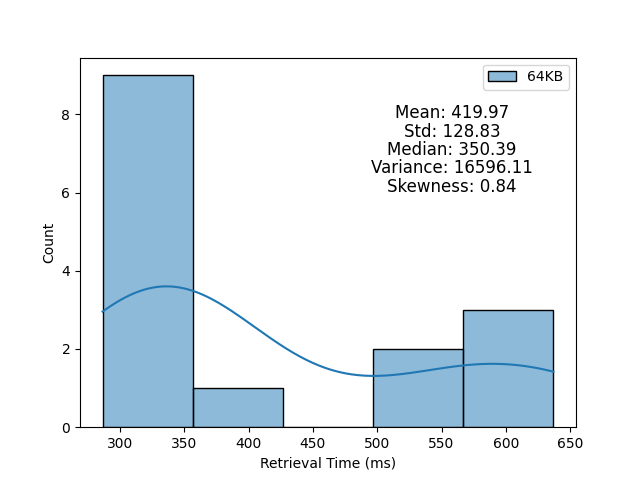 64KB
Mean: 419.97
Std: 128.83
Median: 350.39
Variance: 16596.11
Skewness: 0.84
Count
8
6
4
2
0
300 350 400 450 500 550 600 650
Retrieval Time (ms)